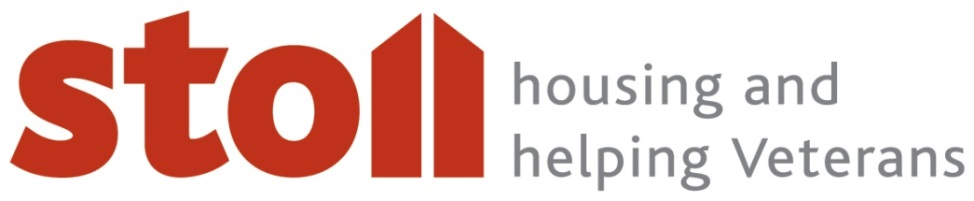 stoll
housing and
helping Veterans